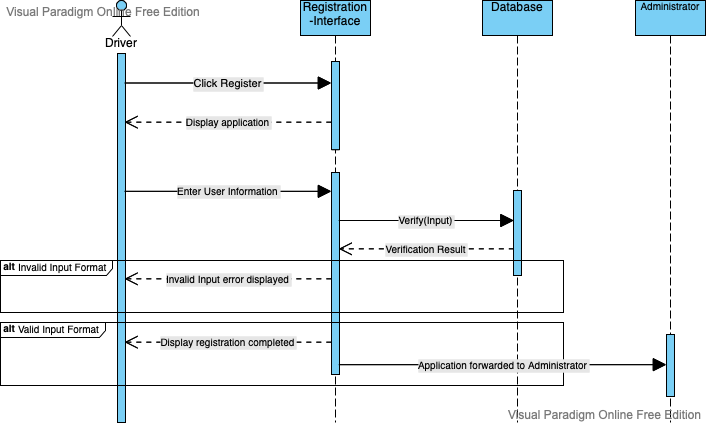 Visual Paradigm Online Free Edition
Driver
Registration
-Interface
Database
Administrator
Click Register
Display application
Enter User Information
Verify(Input)
Verification Result
alt Invalid Input Format
Invalid Input error displayed
alt Valid Input Format
Display registration completed
Application forwarded to Administrator
Visual Paradigm Online Free Edition